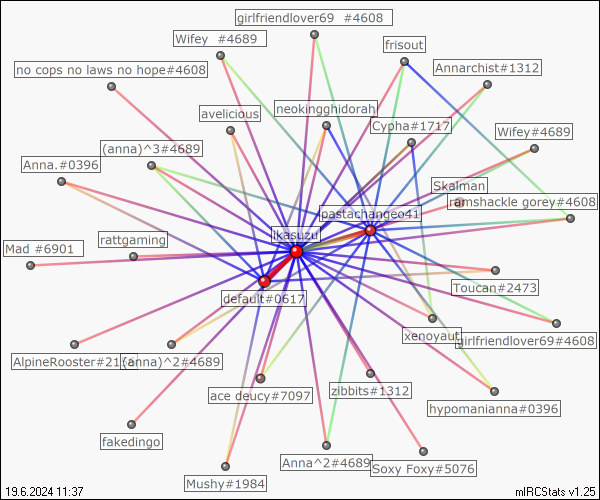 girlfriendlover69 #4608
Wifey #4689
frisout
no cops no laws no hope#4608
Annarchist#1312
avelicious
neokingghidorah
Cypha#1717
Wifey#4689
(anna)^3#4689
Anna.#0396
Skalman
ramshackle gorey#4608
pastachangeo41
ikasuzu
Mad #6901
rattgaming
Toucan#2473
default#0617
xenoyaut
girlfriendlover69#4608
AlpineRooster#21
(anna)^2#4689
ace deucy#7097
zibbits#1312
hypomanianna#0396
fakedingo
Anna^2#4689
Soxy Foxy#5076
Mushy#1984
19.6.2024 11:37
mIRCStats v1.25